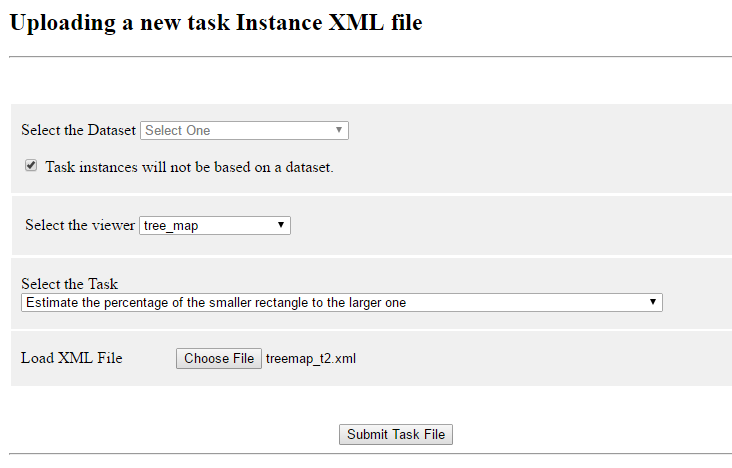 Uploading a new task Instance XML file
Select the Dataset Select One
Task instances will not be based on a dataset.
Select the viewer tree_map
Select the Task
Estimate the percentage of the smaller rectangle to the larger one
Load XML File Choose File treemap_t2.xml
Submit Task File